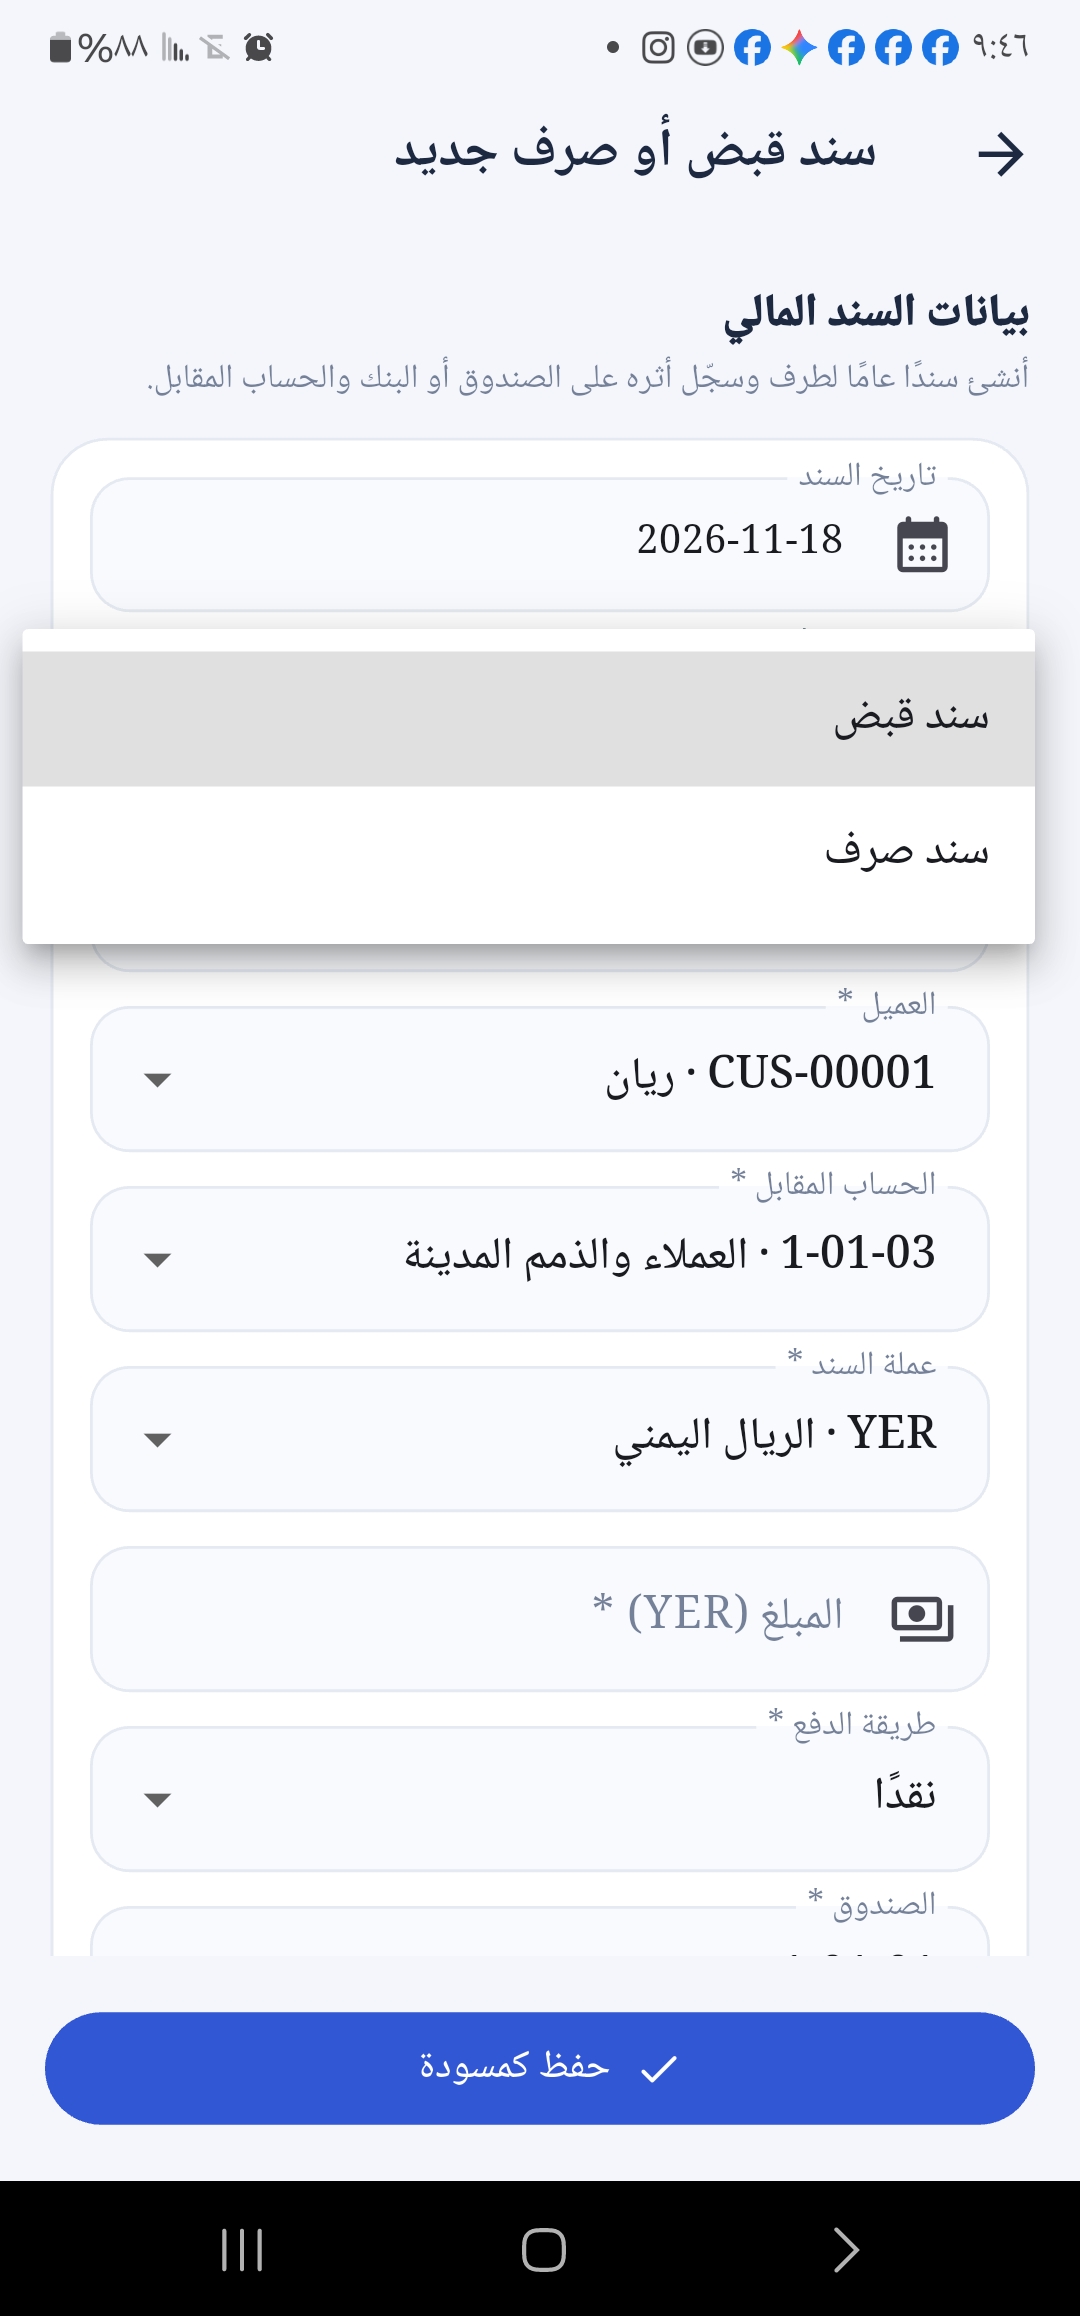 ٩:٤٦
%٨٨
سند قبض أو صرف جديد
بيانات السند المالي
أنشئ سندًا عامًا لطرف وسجّل أثره على الصندوق أو البنك والحساب المقابل.
تاريخ السند
2026-11-18
سند قبض
سند صرف
العميل *
CUS-00001 · ريان
الحساب المقابل *
1-01-03 · العملاء والذمم المدينة
عملة السند *
YER · الريال اليمني
المبلغ (YER) *
طريقة الدفع *
نقدًا
الصندوق *
حفظ كمسودة